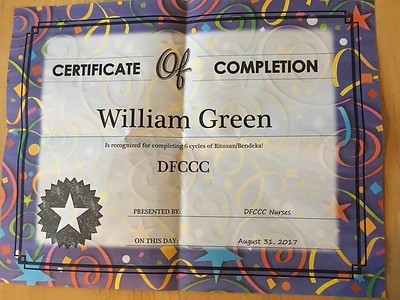 CERTIFICATE Of COMPLETION
William Green
Is recognized for completing 6 cycles of Rituxan/Bendeka!
DFCCC
PRESENTED BY: DFCCC Nurses
ON THIS DAY: August 31, 2017